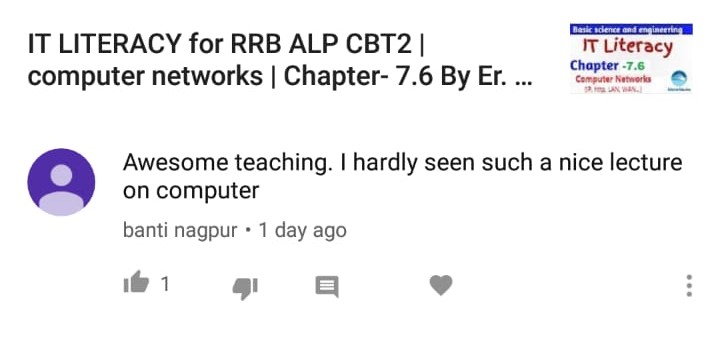 IT LITERACY for RRB ALP CBT2 |
computer networks | Chapter- 7.6 By Er. ...
Basic science and engineering
IT Literacy
Chapter -7.6
Computer Networks
Awesome teaching. I hardly seen such a nice lecture
on computer
banti nagpur • 1 day ago
1